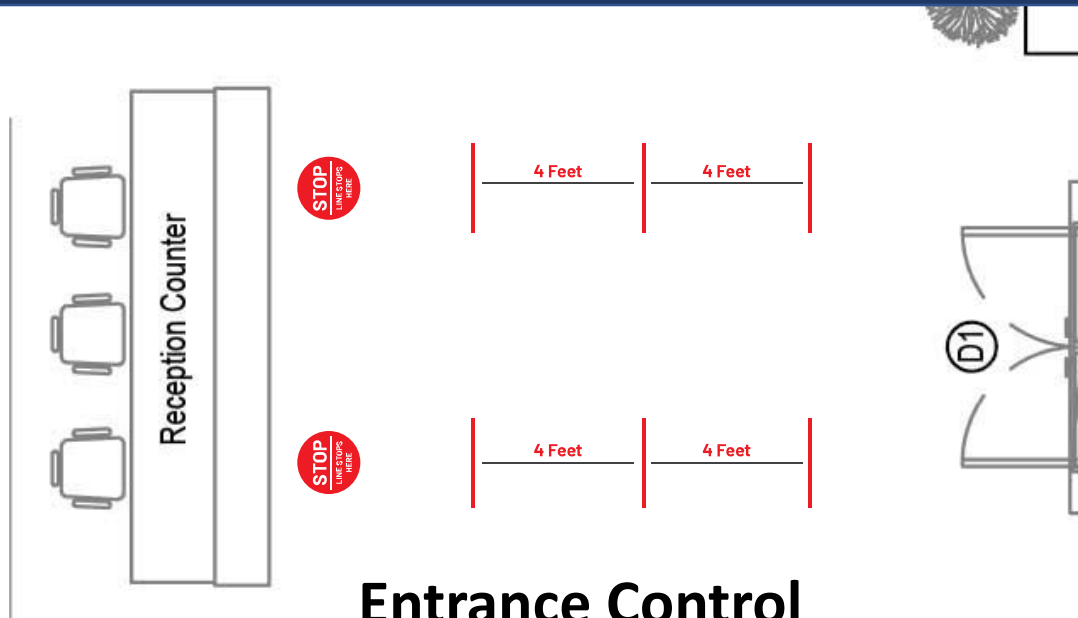 STOP
LINE STOPS
HERE
4 Feet
4 Feet
Reception Counter
D1
STOP
LINE STOPS
HERE
4 Feet
4 Feet
Entrance Control